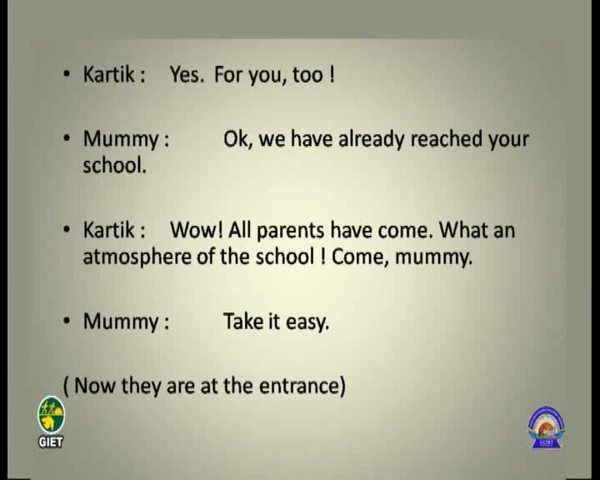 • Kartik : Yes. For you, too !
• Mummy : Ok, we have already reached your
school.
• Kartik : Wow! All parents have come. What an
atmosphere of the school ! Come, mummy.
• Mummy : Take it easy.
( Now they are at the entrance)
GIET